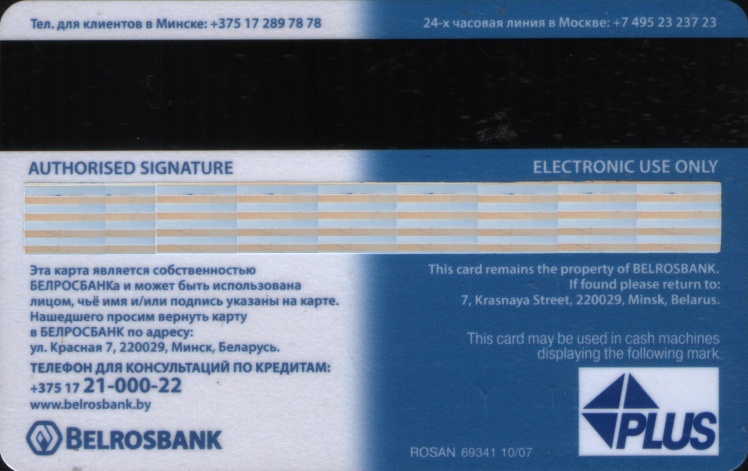 Тел. для клиентов в Минске: +375 17 289 78 78
24-х часовая линия в Москве: +7 495 23 237 23
AUTHORISED SIGNATURE
ELECTRONIC USE ONLY
Эта карта является собственностью
БЕЛРОСБАНКа и может быть использована
лицом, чьё имя и/или подпись указаны на карте.
Нашедшего просим вернуть карту
в БЕЛРОСБАНК по адресу:
ул. Красная 7, 220029, Минск, Беларусь.
ТЕЛЕФОН ДЛЯ КОНСУЛЬТАЦИЙ ПО КРЕДИТАМ:
+375 17 21-000-22
www.belrosbank.by
BELROSBANK
This card remains the property of BELROSBANK.
If found please return to:
7, Krasnaya Street, 220029, Minsk, Belarus.
This card may be used in cash machines
displaying the following mark
PLUS
ROSAN 69341 10/07